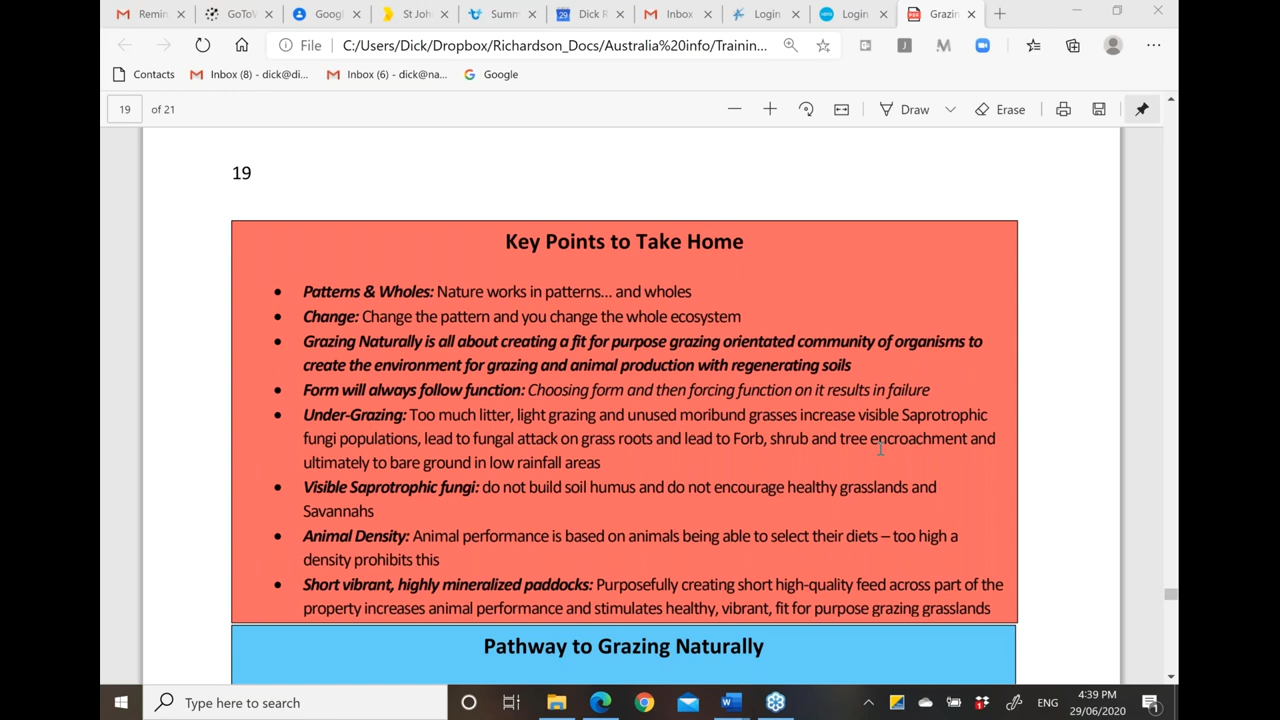 Remin
GoToW
Googl
St John
Summ
Dick R
Inbox
Login
Login
Grazin
File
C:/Users/Dick/Dropbox/Richardson_Docs/Australia%20info/Trainin...
Contacts
Inbox (8) - dick@di...
Inbox (6) - dick@na...
Google
19 of 21
Draw
Erase
19
Key Points to Take Home
• Patterns & Wholes: Nature works in patterns... and wholes
• Change: Change the pattern and you change the whole ecosystem
• Grazing Naturally is all about creating a fit for purpose grazing orientated community of organisms to
create the environment for grazing and animal production with regenerating soils
• Form will always follow function: Choosing form and then forcing function on it results in failure
• Under-Grazing: Too much litter, light grazing and unused moribund grasses increase visible Saprotrophic
fungi populations, lead to fungal attack on grass roots and lead to Forb, shrub and tree encroachment and
ultimately to bare ground in low rainfall areas
• Visible Saprotrophic fungi: do not build soil humus and do not encourage healthy grasslands and
Savannahs
• Animal Density: Animal performance is based on animals being able to select their diets – too high a
density prohibits this
• Short vibrant, highly mineralized paddocks: Purposefully creating short high-quality feed across part of the
property increases animal performance and stimulates healthy, vibrant, fit for purpose grazing grasslands
Pathway to Grazing Naturally
Type here to search
ENG
4:39 PM
29/06/2020
1